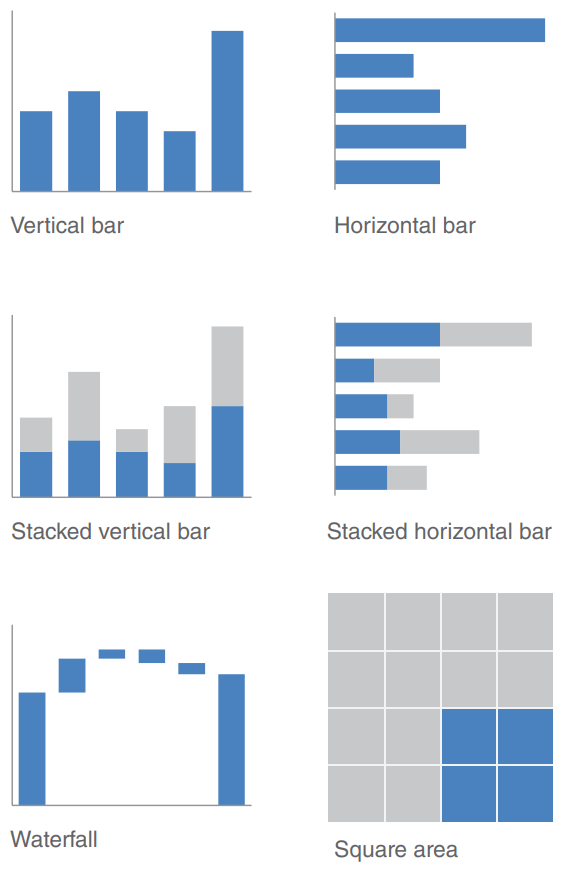 Vertical bar
Horizontal bar
Stacked vertical bar
Stacked horizontal bar
Waterfall
Square area